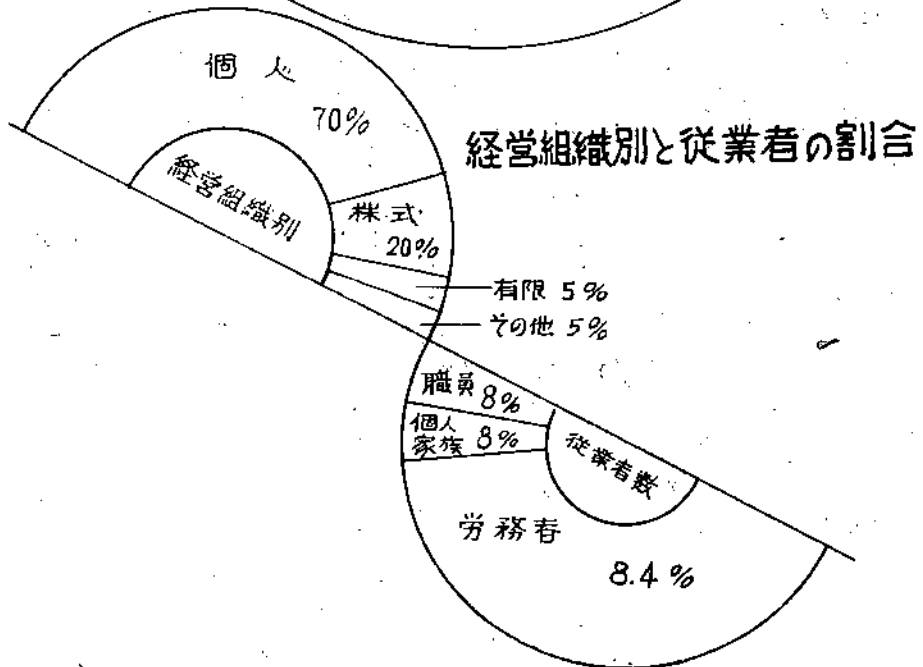 経営組織別と従業者の割合
個人
70%
経営組織別
株式
20%
有限 5%
その他 5%
職員 8%
個人
家族 8%
従業者数
労務者
8.4%